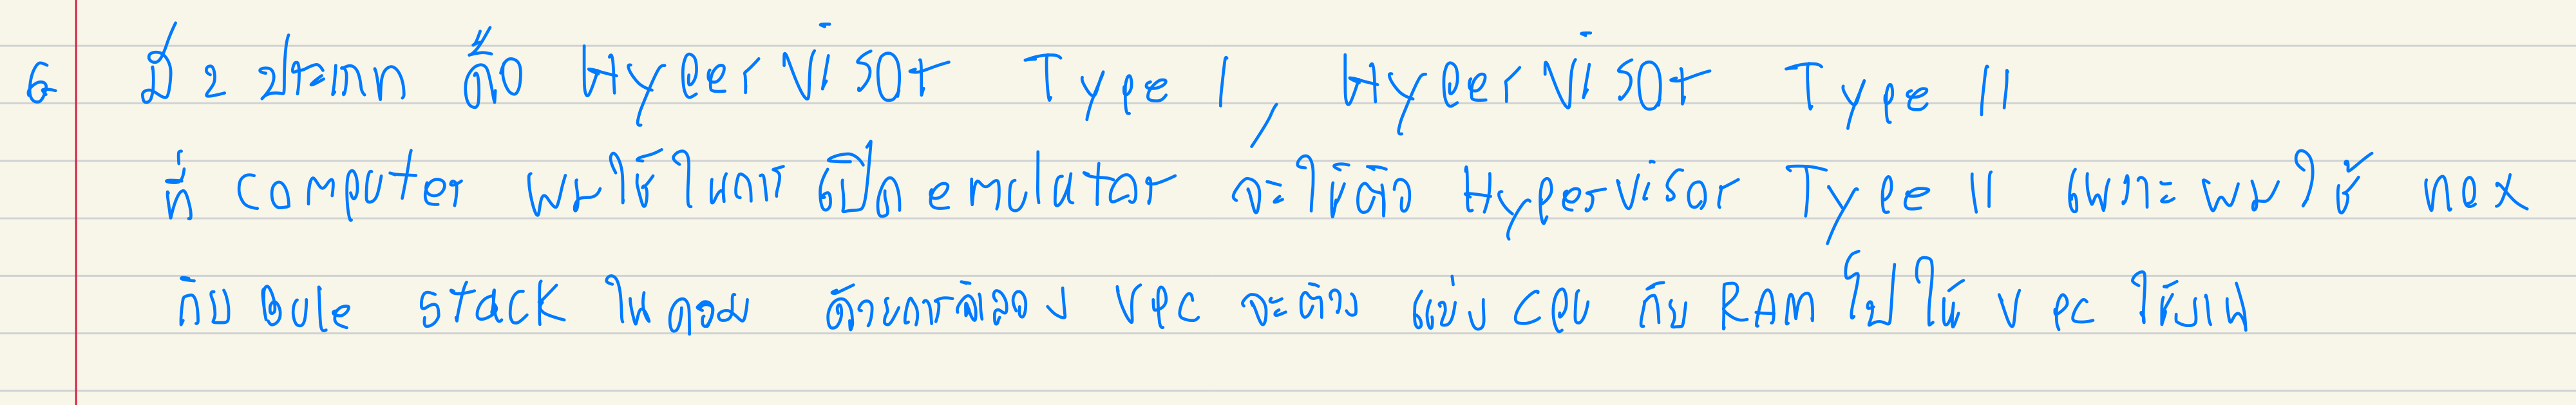 6 มี 2 ประเภท คือ Hypervisor Type I, Hypervisor Type II
ที่ computer ผมใช้ในการ เปิด emulator จะใช้ตัว Hypervisor Type II เพราะผมใช้ nox
กับ blue stack ในคอม ด้วยการจำลอง vpc จะต้อง แบ่ง CPU กับ RAM ไปให้ v pc ใช้งาน